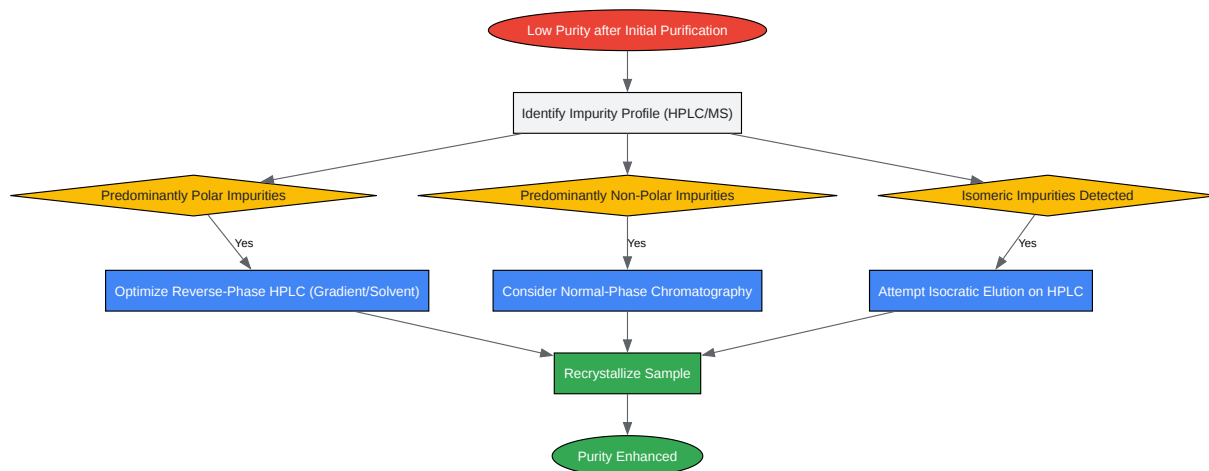 Low Purity after Initial Purification
Identify Impurity Profile (HPLC/MS)
Predominantly Polar Impurities
Predominantly Non-Polar Impurities
Isomeric Impurities Detected
Yes
Yes
Yes
Optimize Reverse-Phase HPLC (Gradient/Solvent)
Consider Normal-Phase Chromatography
Attempt Isocratic Elution on HPLC
Recrystallize Sample
Purity Enhanced